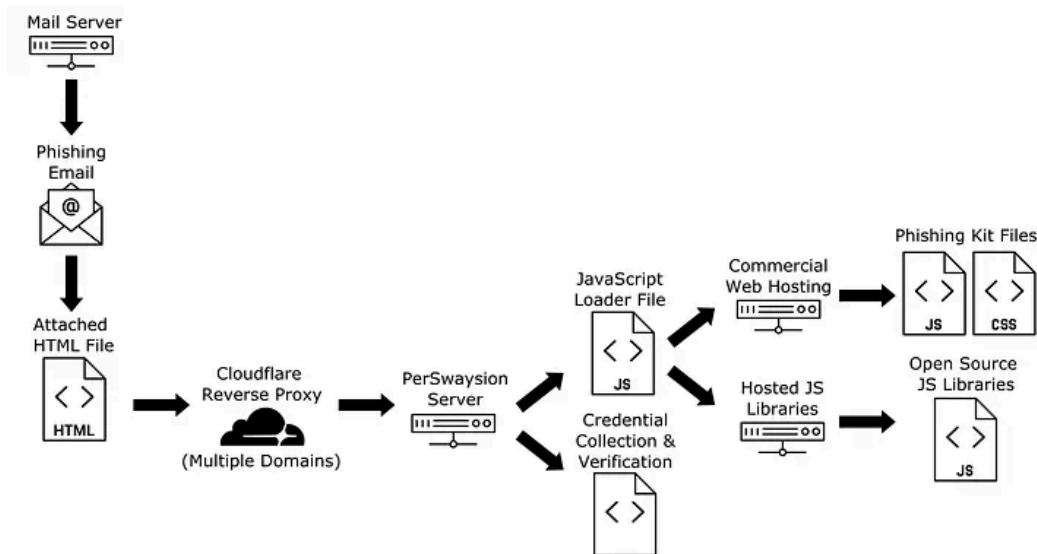 Mail Server
Phishing
Email
@
Attached
HTML File
< >
HTML
Cloudflare
Reverse Proxy
(Multiple Domains)
PerSwaysion
Server
JavaScript
Loader File
< >
JS
Credential
Collection &
Verification
< >
Commercial
Web Hosting
Hosted JS
Libraries
Phishing Kit Files
< > < >
JS CSS
Open Source
JS Libraries
< >
JS